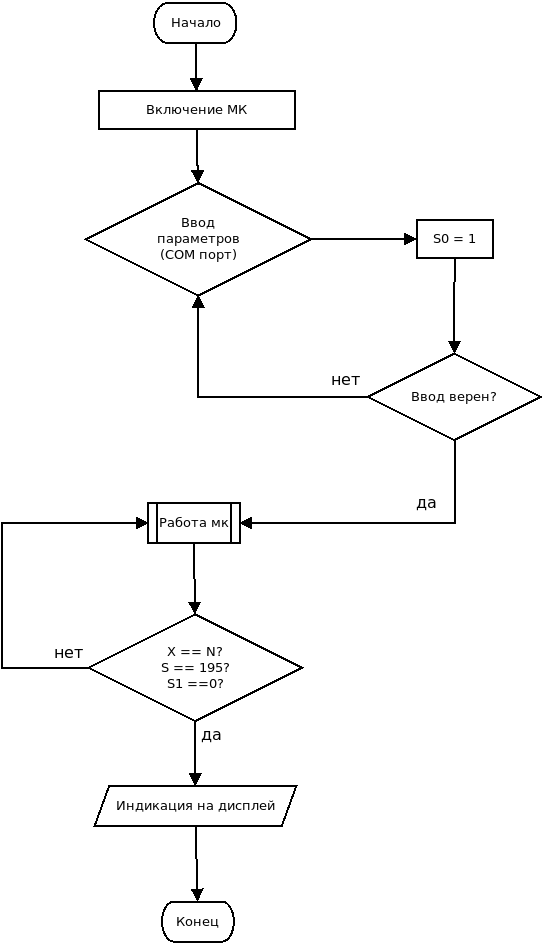 Начало
Включение МК
Ввод
параметров
(COM порт)
S0 = 1
нет
Ввод верен?
да
Работа мк
X == N?
S == 195?
S1 ==0?
нет
да
Индикация на дисплей
Конец